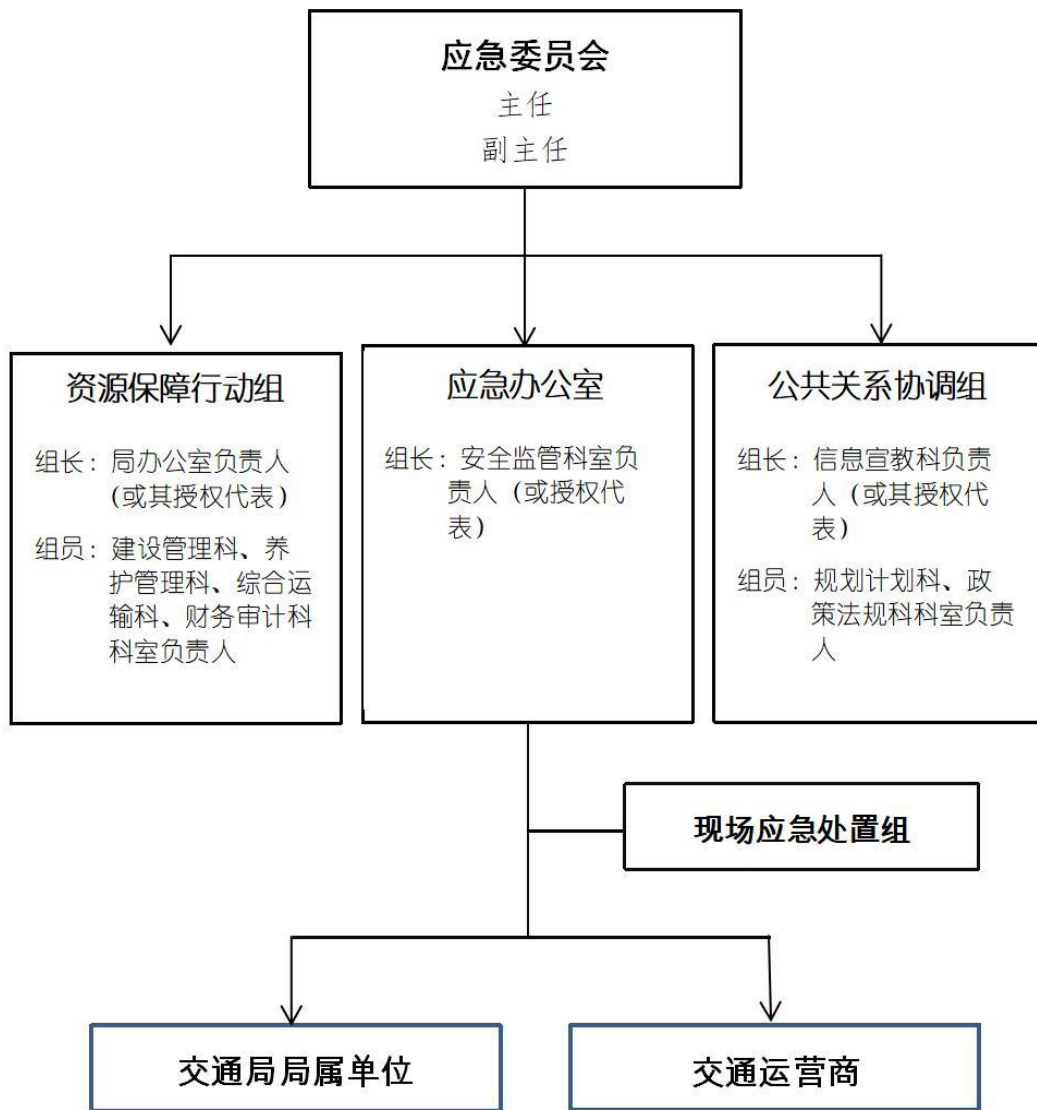 应急委员会
主任
副主任
资源保障行动组
组长：局办公室负责人
(或其授权代表)
组员：建设管理科、养
护管理科、综合运
输科、财务审计科
科室负责人
应急办公室
组长：安全监管科室负
责人（或授权代
表）
公共关系协调组
组长：信息宣教科负责
人（或其授权代
表）
组员：规划计划科、政
策法规科科室负责
人
现场应急处置组
交通局局属单位
交通运营商